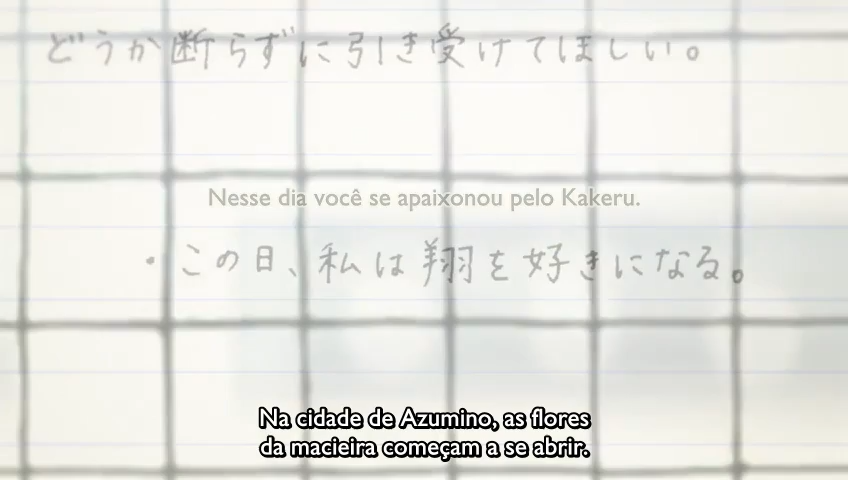 どうか断らずに引き受けてほしい。
Nesse dia você se apaixonou pelo Kakeru.
・この日、私は翔を好きになる。
Na cidade de Azumino, as flores
da macieira começam a se abrir.